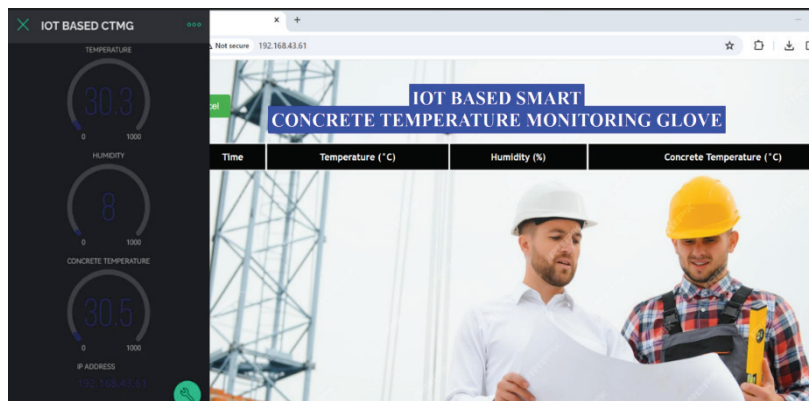 IOT BASED CTMG
TEMPERATURE
30.3
0 1000
HUMIDITY
8
0 1000
CONCRETE TEMPERATURE
30.5
0 1000
IP ADDRESS
192.168.43.61
Not secure 192.168.43.61
cel
IOT BASED SMART
CONCRETE TEMPERATURE MONITORING GLOVE
Time Temperature (°C) Humidity (%) Concrete Temperature (°C)